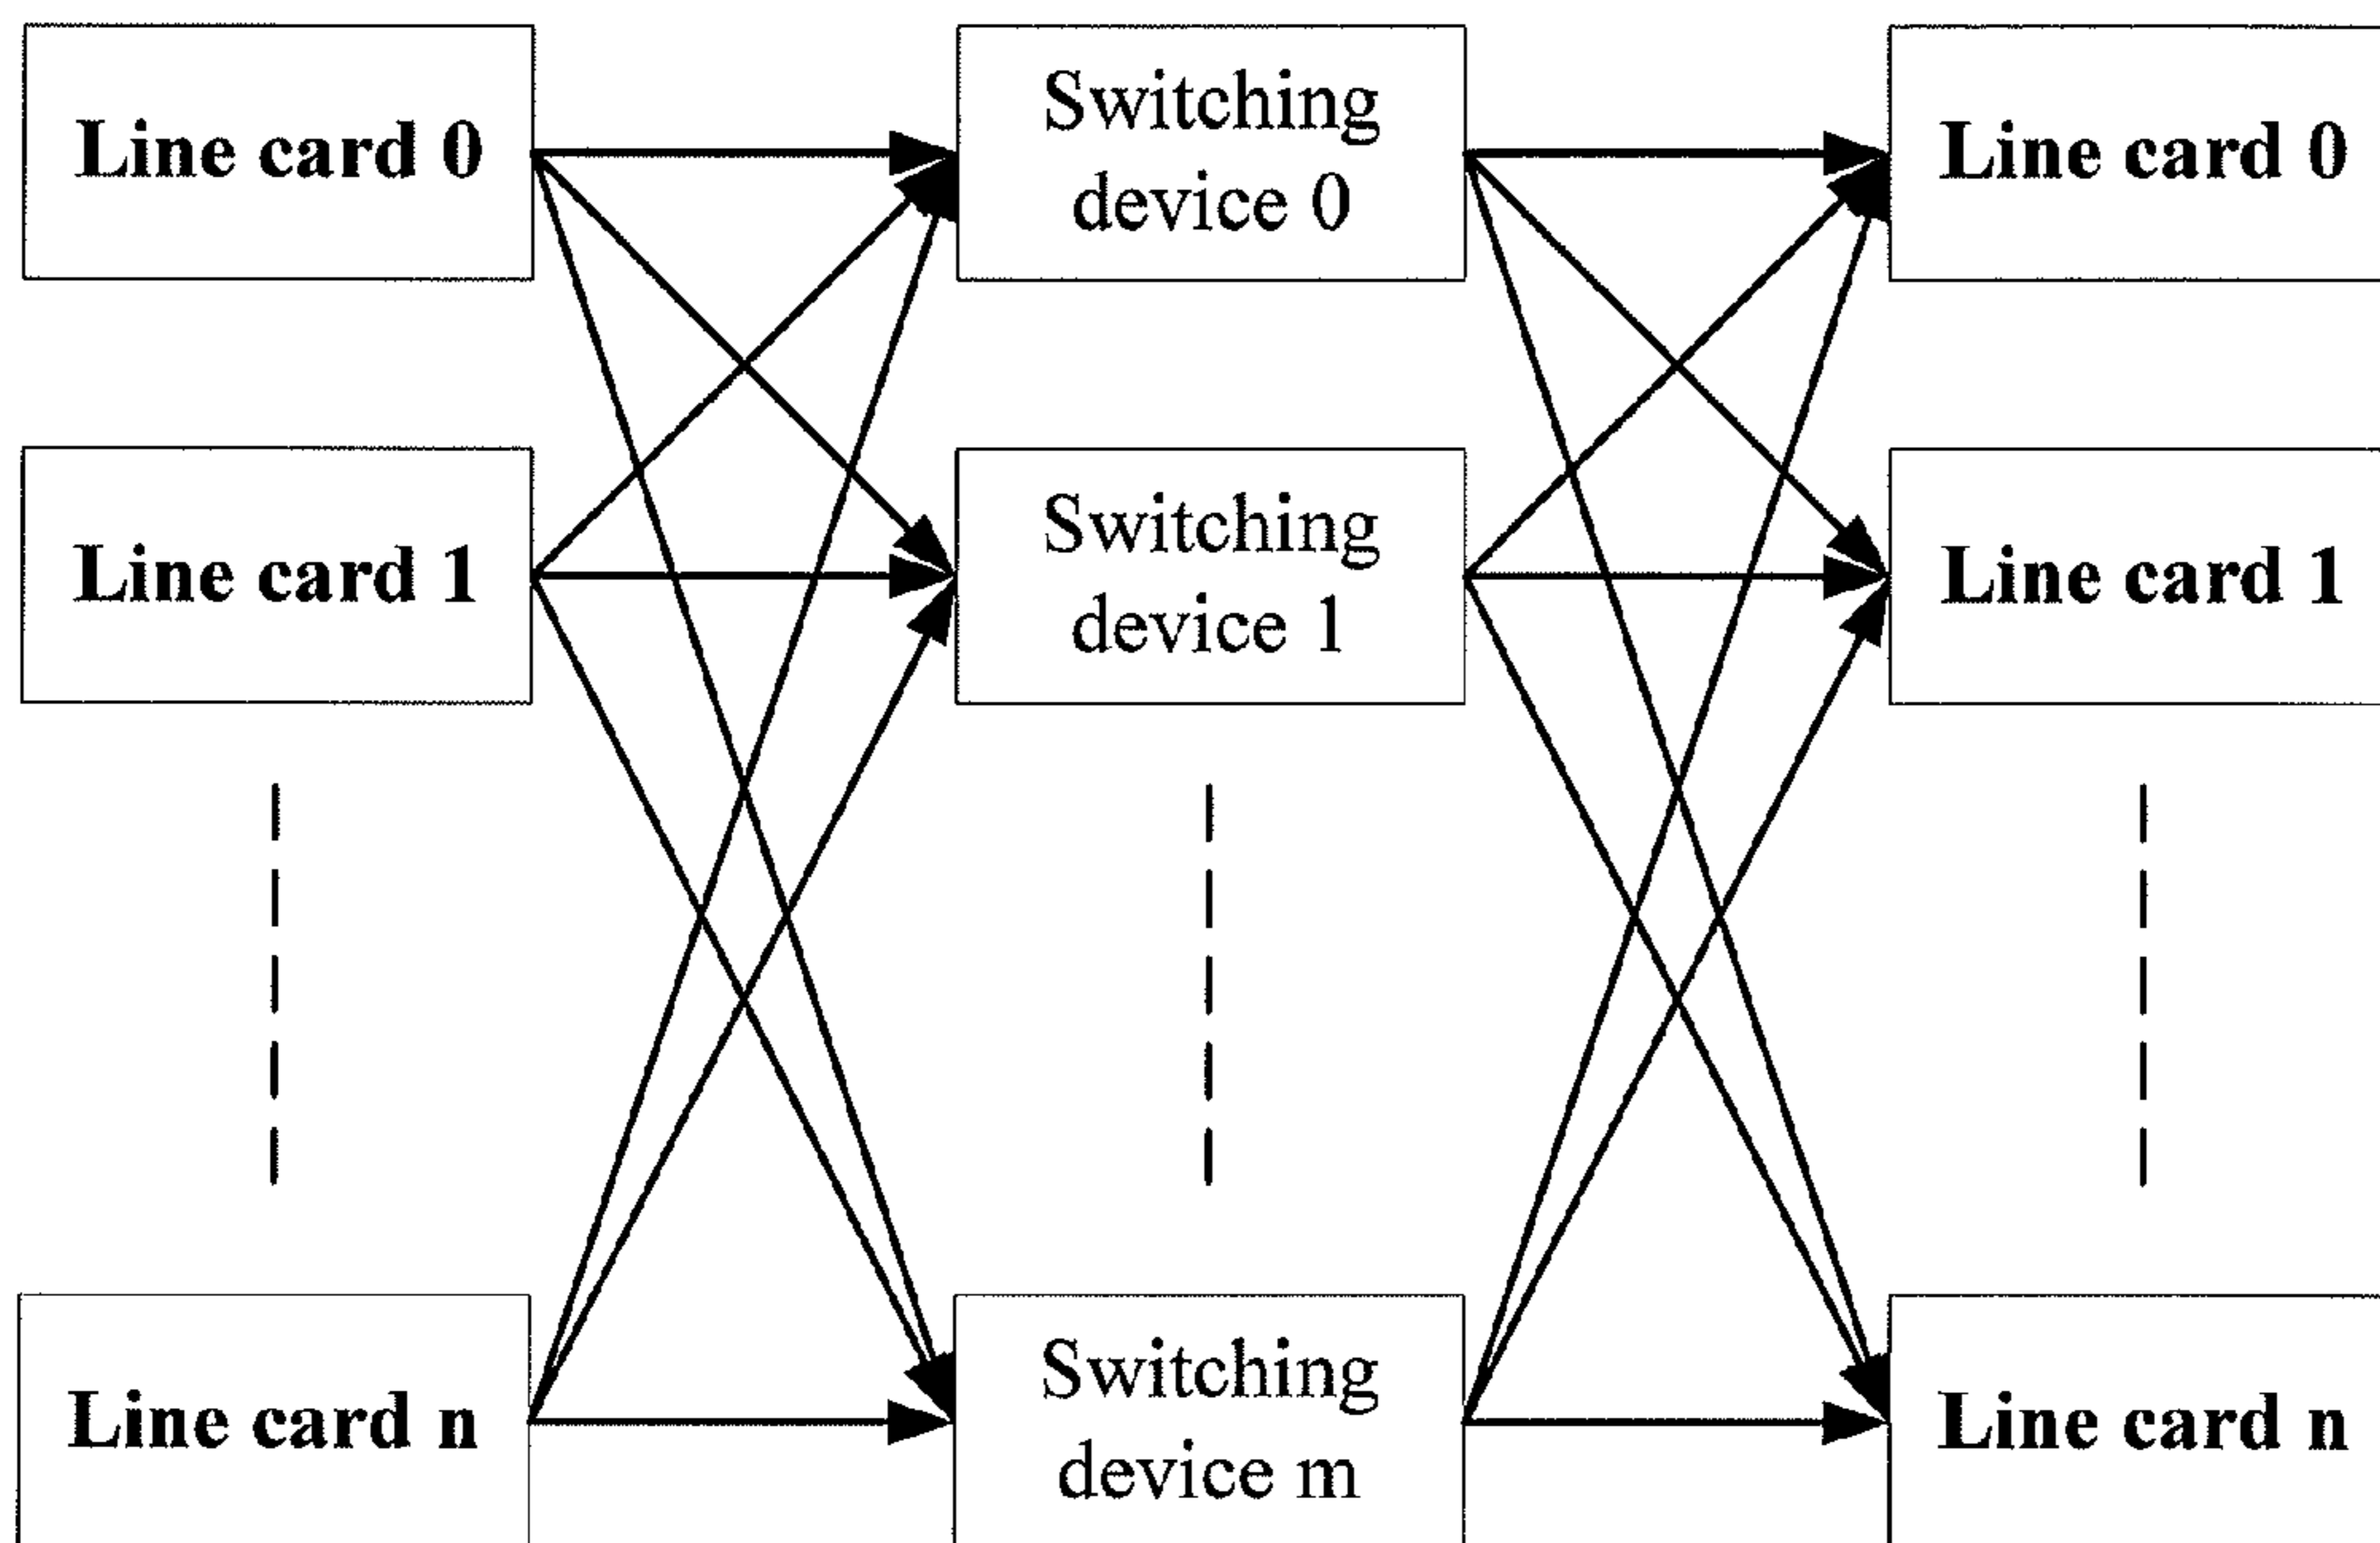 Line card 0
Switching
device 0
Line card 0
Line card 1
Switching
device 1
Line card 1
Line card n
Switching
device m
Line card n